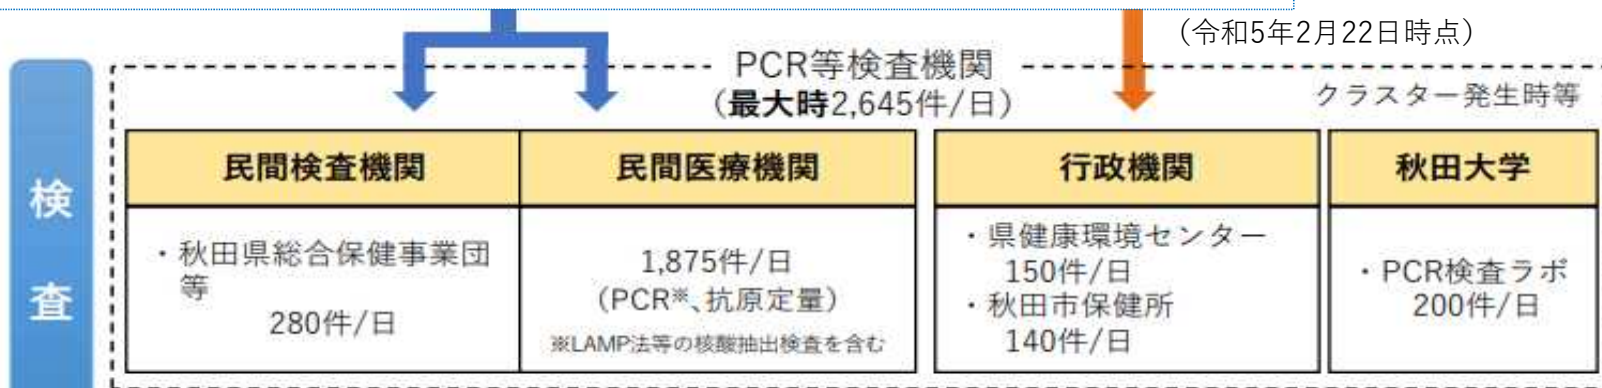 (令和5年2月22日時点)
PCR等検査機関
(最大時2,645件/日)
クラスター発生時等
検
査
民間検査機関
・秋田県総合保健事業団
等
280件/日
民間医療機関
1,875件/日
(PCR※、抗原定量)
※LAMP法等の核酸抽出検査を含む
行政機関
・県健康環境センター
150件/日
・秋田市保健所
140件/日
秋田大学
・PCR検査ラボ
200件/日